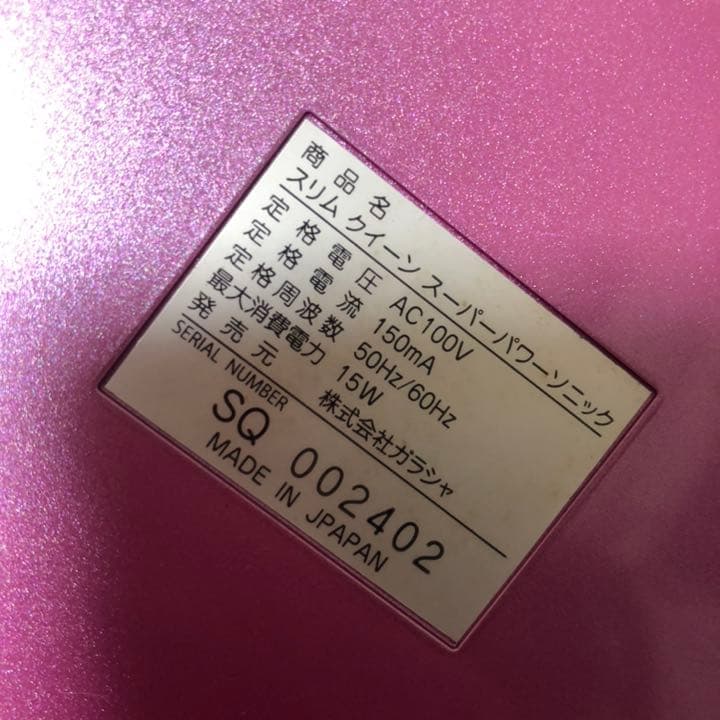 商品名
スリム クイーン スーパーパワーソニック
定格電圧 AC100V
定格電流 150mA
定格周波数 50Hz/60Hz
最大消費電力 15W
発売元 株式会社ガラシャ
SERIAL NUMBER
SQ 002402
MADE IN JPAPAN